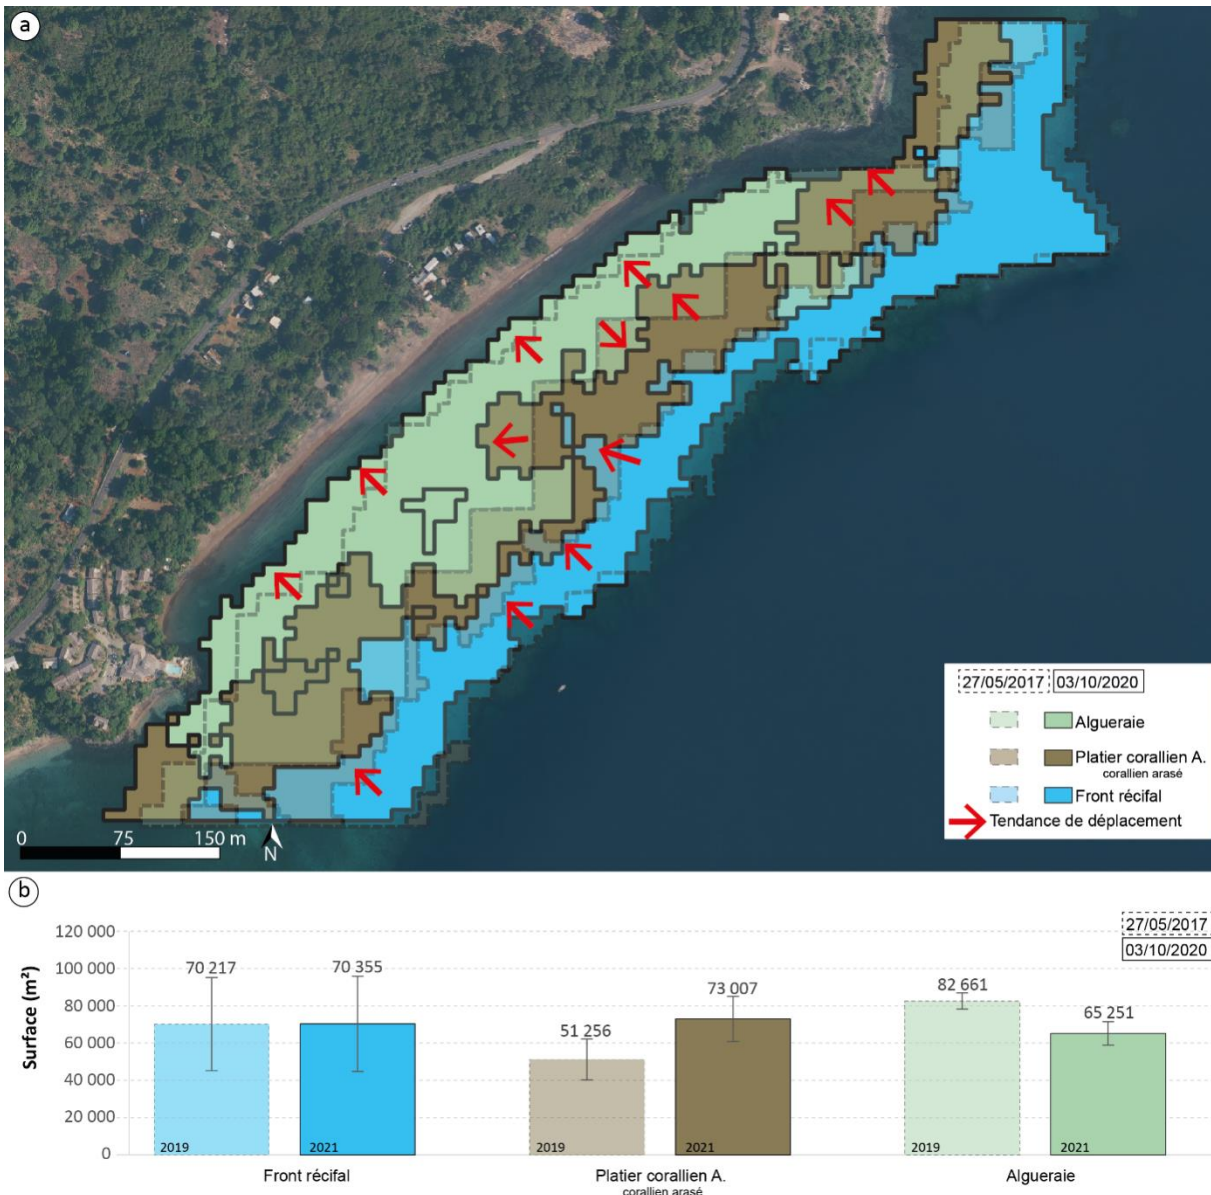 a
27/05/2017 03/10/2020
Algueraie
Platier corallien A.
corallien arasé
Front récifal
Tendance de déplacement
0 75 150 m
N
b
27/05/2017
03/10/2020
Surface (m²)
120 000
100 000
80 000
60 000
40 000
20 000
0
70 217
70 355
51 256
73 007
82 661
65 251
2019 2021 2019 2021 2019 2021
Front récifal Platier corallien A. Algueraie
corallien arasé